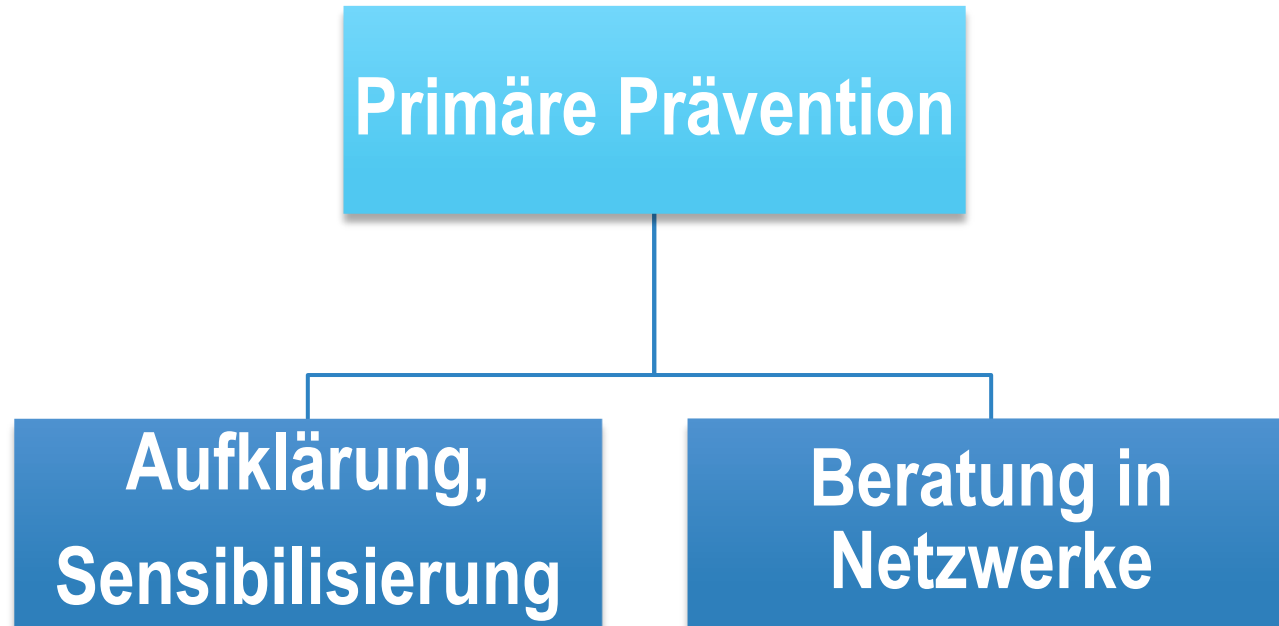 Primäre Prävention
Aufklärung,
Sensibilisierung
Beratung in
Netzwerke